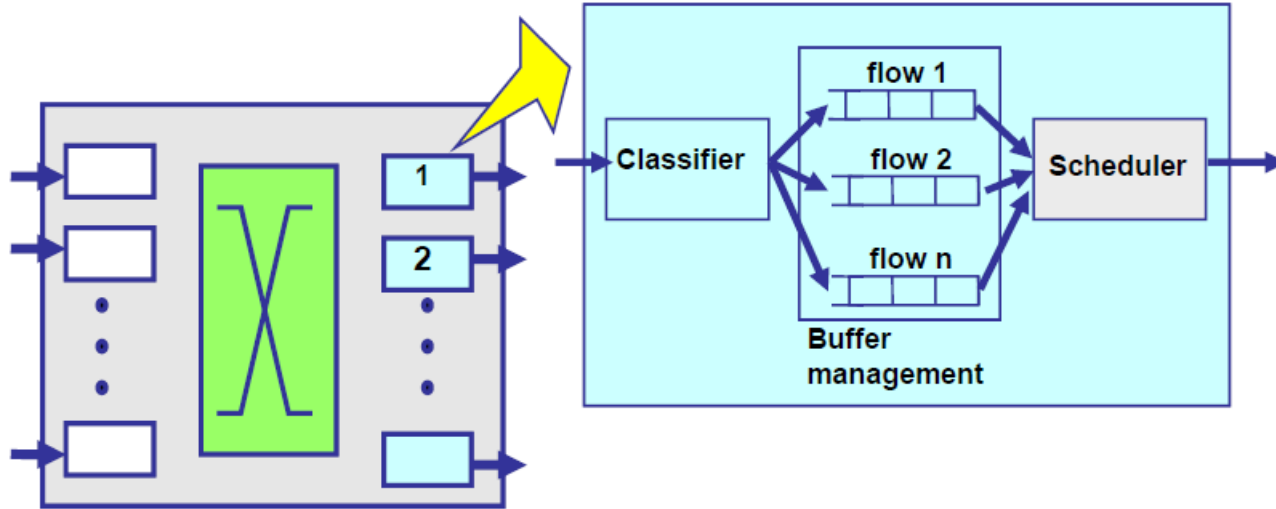 1
2
flow 1
Classifier
flow 2
Scheduler
flow n
Buffer
management